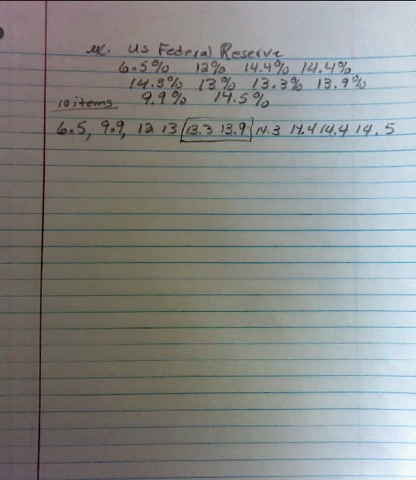 ex. US Federal Reserve
6.5% 12% 14.4% 14.4%
14.3% 13% 13.3% 13.9%
10 items 9.9% 14.5%
6.5, 9.9, 12 13 13.3 13.9 14.3 14.4 14.4 14.5